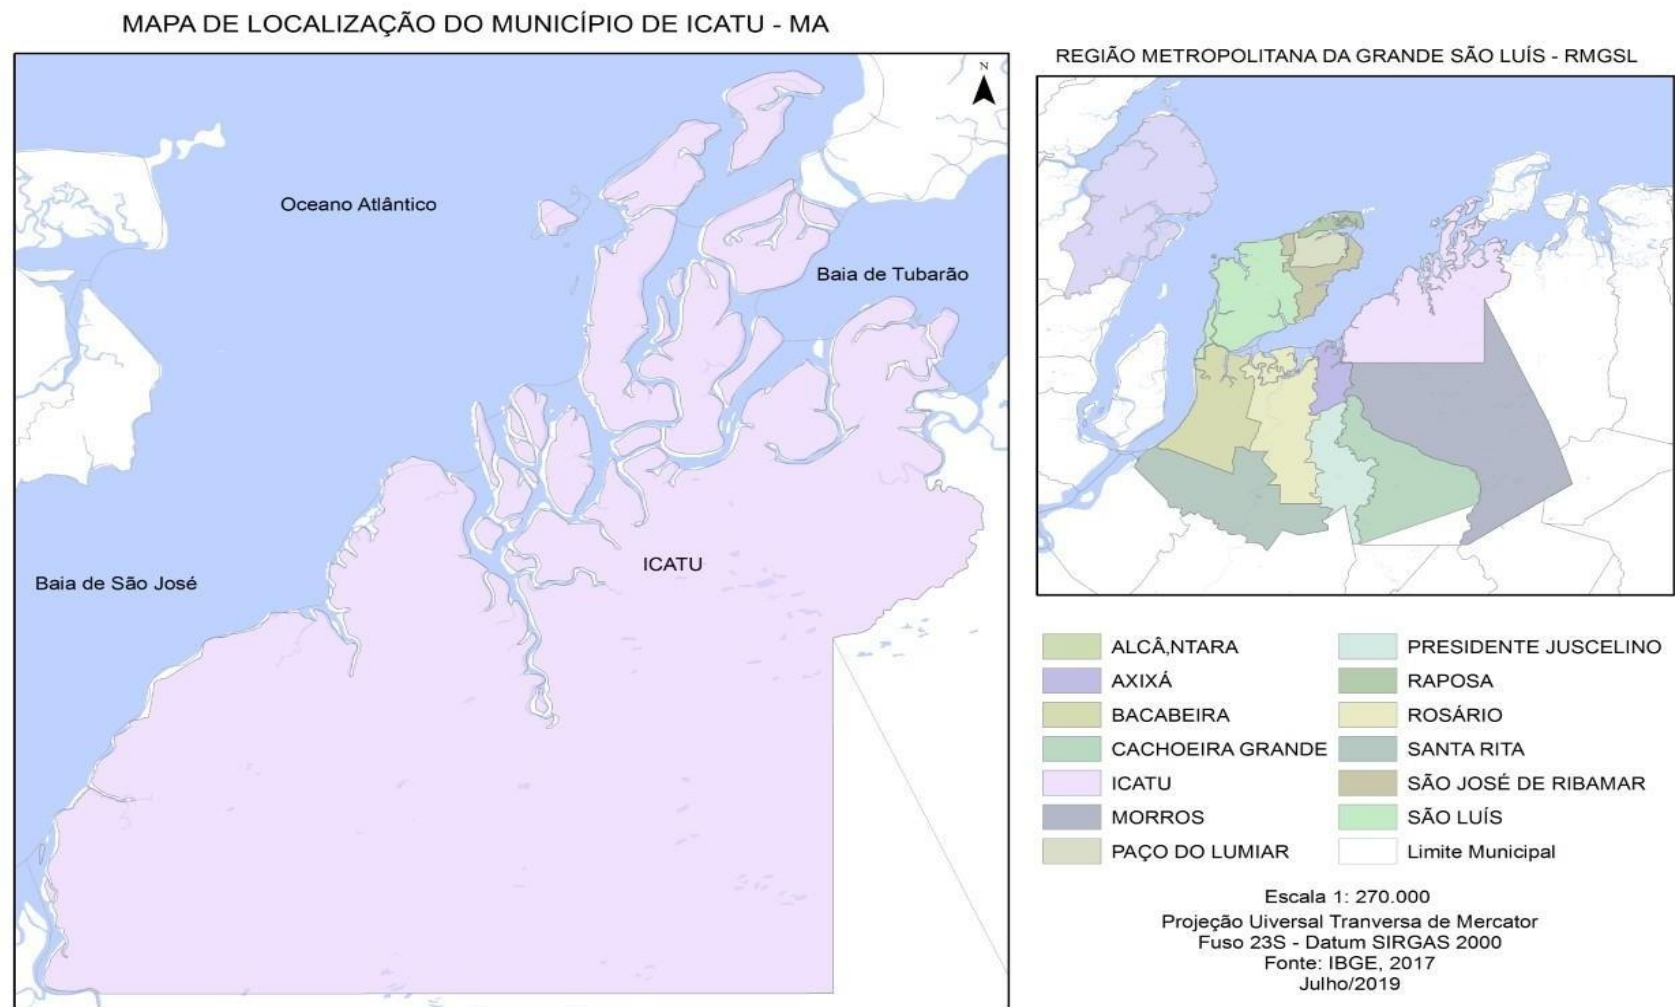 MAPA DE LOCALIZAÇÃO DO MUNICÍPIO DE ICATU - MA
N
Oceano Atlântico
Baia de Tubarão
ICATU
Baia de São José
REGIÃO METROPOLITANA DA GRANDE SÃO LUÍS - RMGSL
ALCÂ,NTARA
AXIXÁ
BACABEIRA
CACHOEIRA GRANDE
ICATU
MORROS
PAÇO DO LUMIAR
PRESIDENTE JUSCELINO
RAPOSA
ROSÁRIO
SANTA RITA
SÃO JOSÉ DE RIBAMAR
SÃO LUÍS
Limite Municipal
Escala 1: 270.000
Projeção Uiversal Tranversa de Mercator
Fuso 23S - Datum SIRGAS 2000
Fonte: IBGE, 2017
Julho/2019